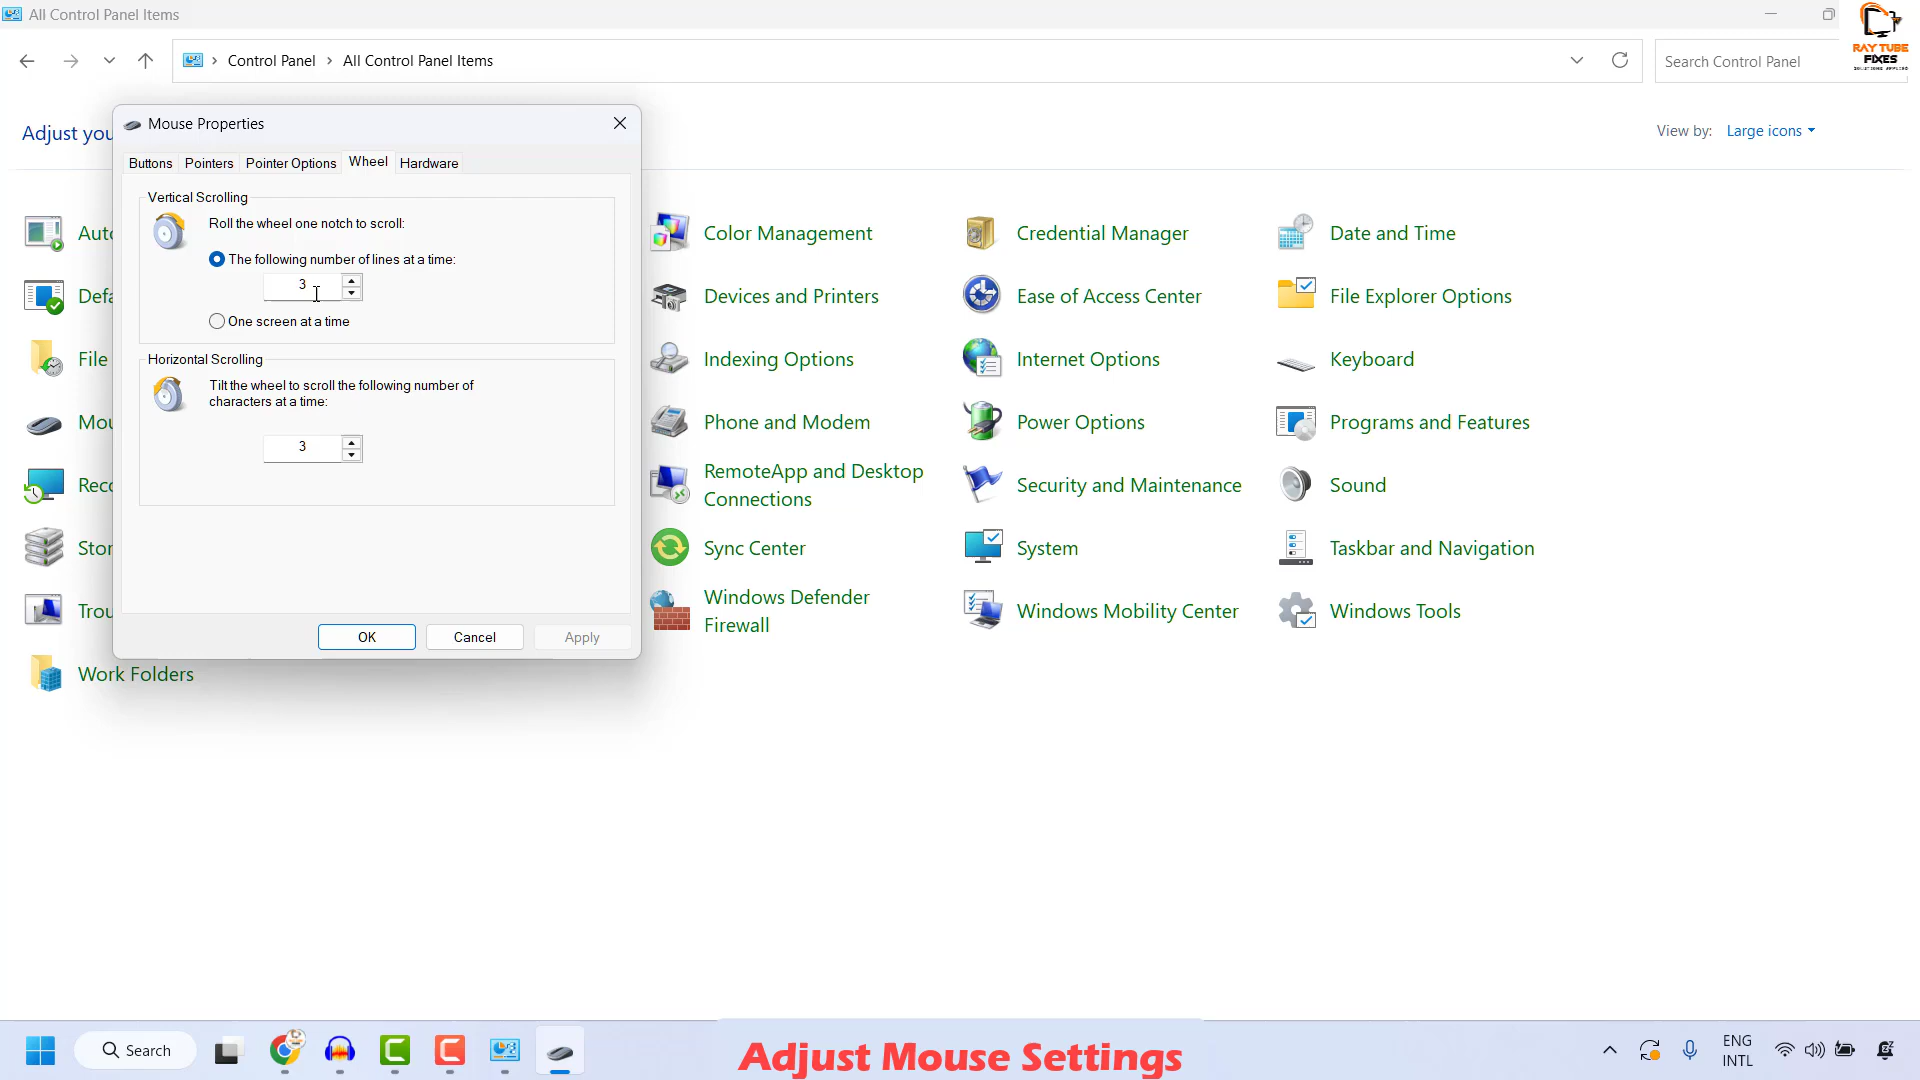 All Control Panel Items
RAY TUBE
FIXES
SOLUTIONS APPLIED
Control Panel > All Control Panel Items
Search Control Panel
Adjust you
View by: Large icons
Mouse Properties
Buttons Pointers Pointer Options Wheel Hardware
Vertical Scrolling
Roll the wheel one notch to scroll:
The following number of lines at a time:
3
One screen at a time
Horizontal Scrolling
Tilt the wheel to scroll the following number of
characters at a time:
3
OK Cancel Apply
Auto
Color Management
Credential Manager
Date and Time
Defa
Devices and Printers
Ease of Access Center
File Explorer Options
File
Indexing Options
Internet Options
Keyboard
Mou
Phone and Modem
Power Options
Programs and Features
Reco
RemoteApp and Desktop
Connections
Security and Maintenance
Sound
Stor
Sync Center
System
Taskbar and Navigation
Trou
Windows Defender
Firewall
Windows Mobility Center
Windows Tools
Work Folders
Search
Adjust Mouse Settings
ENG
INTL